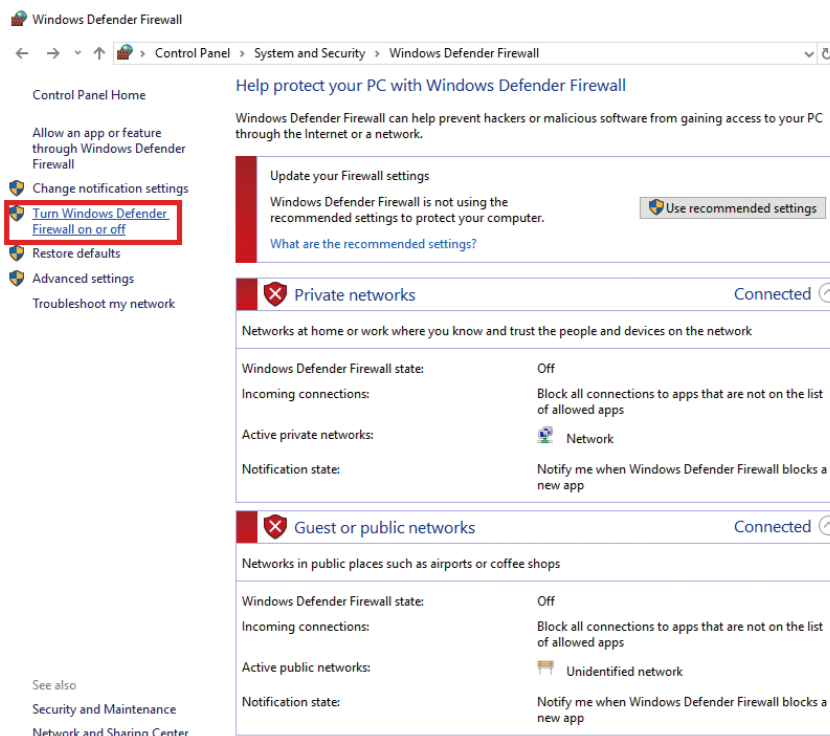 Windows Defender Firewall
Control Panel > System and Security > Windows Defender Firewall
Control Panel Home
Allow an app or feature
through Windows Defender
Firewall
Change notification settings
Turn Windows Defender
Firewall on or off
Restore defaults
Advanced settings
Troubleshoot my network
See also
Security and Maintenance
Network and Sharing Center
Help protect your PC with Windows Defender Firewall
Windows Defender Firewall can help prevent hackers or malicious software from gaining access to your PC
through the Internet or a network.
Update your Firewall settings
Windows Defender Firewall is not using the
recommended settings to protect your computer.
What are the recommended settings?
Use recommended settings
Private networks Connected
Networks at home or work where you know and trust the people and devices on the network
Windows Defender Firewall state: Off
Incoming connections: Block all connections to apps that are not on the list
of allowed apps
Active private networks: Network
Notification state: Notify me when Windows Defender Firewall blocks a
new app
Guest or public networks Connected
Networks in public places such as airports or coffee shops
Windows Defender Firewall state: Off
Incoming connections: Block all connections to apps that are not on the list
of allowed apps
Active public networks: Unidentified network
Notification state: Notify me when Windows Defender Firewall blocks a
new app